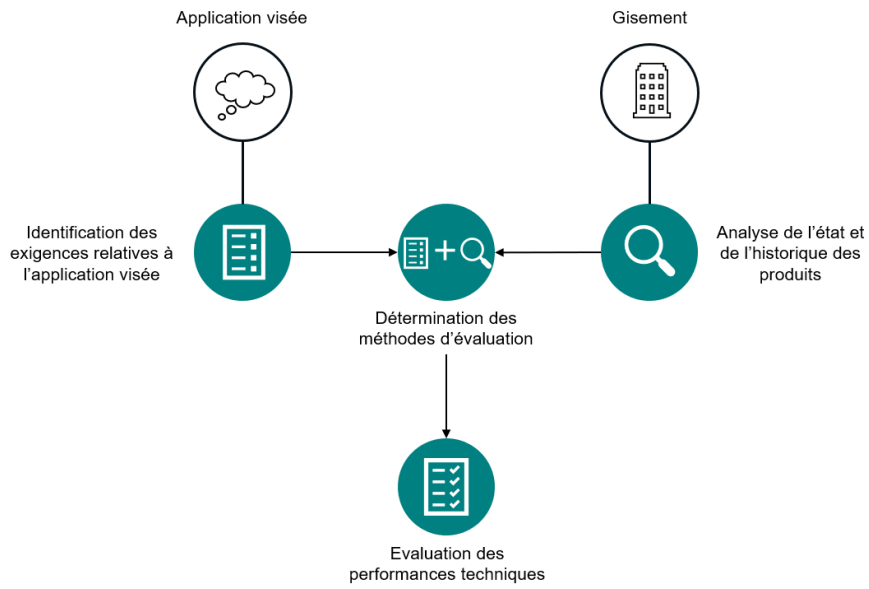 Application visée
Gisement
Identification des
exigences relatives à
l’application visée
Analyse de l’état et
de l’historique des
produits
Détermination des
méthodes d’évaluation
Evaluation des
performances techniques